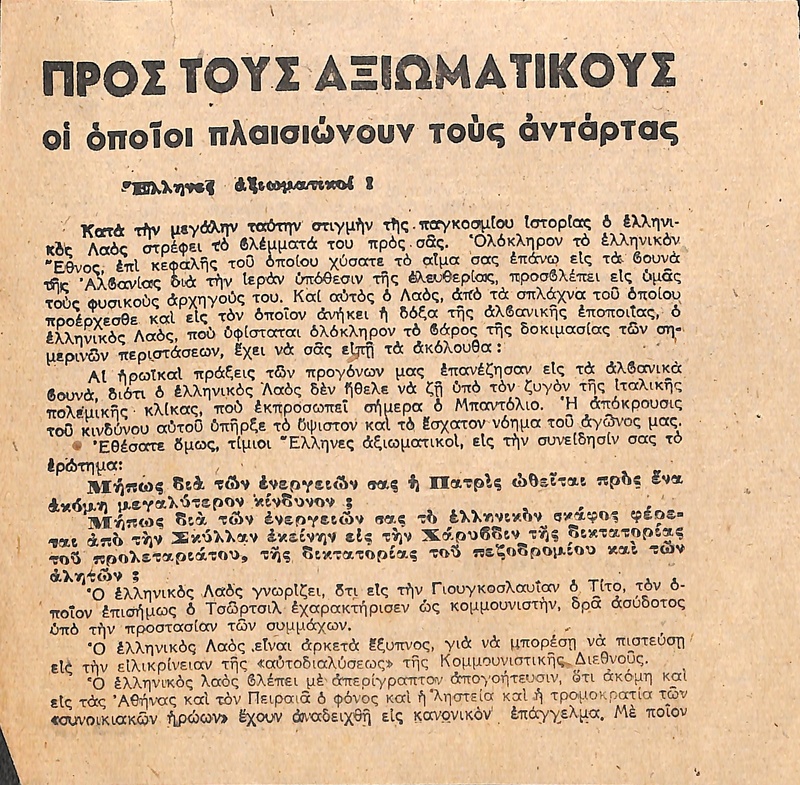 ΠΡΟΣ ΤΟΥΣ ΑΞΙΩΜΑΤΙΚΟΥΣ
οἱ ὁποῖοι πλαισιώνουν τοὺς ἀντάρτας
Ἕλληνες ἀξιωματικοί !
Κατὰ τὴν μεγάλην ταύτην στιγμὴν τῆς παγκοσμίου ἱστορίας ὁ ἑλληνι-
κὸς Λαὸς στρέφει τὸ βλέμματά του πρὸς σᾶς. Ὁλόκληρον τὸ ἑλληνικὸν
Ἔθνος, ἐπὶ κεφαλῆς τοῦ ὁποίου χύσατε τὸ αἷμα σας ἐπάνω εἰς τὰ βουνὰ
τῆς Ἀλβανίας διὰ τὴν ἱερὰν ὑπόθεσιν τῆς ἐλευθερίας, προσβλέπει εἰς ὑμᾶς
τοὺς φυσικοὺς ἀρχηγούς του. Καὶ αὐτὸς ὁ Λαός, ἀπὸ τὰ σπλάχνα τοῦ ὁποίου
προέρχεσθε καὶ εἰς τὸν ὁποῖον ἀνήκει ἡ δόξα τῆς ἀλβανικῆς ἐποποιΐας, ὁ
ἑλληνικὸς Λαός, ποὺ ὑφίσταται ὁλόκληρον τὸ βάρος τῆς δοκιμασίας τῶν ση-
μερινῶν περιστάσεων, ἔχει νὰ σᾶς εἰπῇ τὰ ἀκόλουθα :
Αἱ ἡρωϊκαὶ πράξεις τῶν προγόνων μας ἐπανέζησαν εἰς τὰ ἀλβανικὰ
βουνά, διότι ὁ ἑλληνικὸς Λαὸς δὲν ἤθελε νὰ ζῇ ὑπὸ τὸν ζυγὸν τῆς ἰταλικῆς
πολεμικῆς κλίκας, ποὺ ἐκπροσωπεῖ σήμερα ὁ Μπαντόλιο. Ἡ ἀπόκρουσις
τοῦ κινδύνου αὐτοῦ ὑπῆρξε τὸ ὕψιστον καὶ τὸ ἔσχατον νόημα τοῦ ἀγῶνος μας.
Ἐθέσατε ὅμως, τίμιοι Ἕλληνες ἀξιωματικοί, εἰς τὴν συνείδησίν σας τὸ
ἐρώτημα:
Μήπως διὰ τῶν ἐνεργειῶν σας ἡ Πατρὶς ὠθεῖται πρὸς ἕνα
ἀκόμη μεγαλύτερον κίνδυνον ;
Μήπως διὰ τῶν ἐνεργειῶν σας τὸ ἑλληνικὸν σκάφος φέρε-
ται ἀπὸ τὴν Σκύλλαν ἐκείνην εἰς τὴν Χάρυβδιν τῆς δικτατορίας
τοῦ προλεταριάτου, τῆς δικτατορίας τοῦ πεζοδρομίου καὶ τῶν
ἀλητῶν ;
Ὁ ἑλληνικὸς Λαὸς γνωρίζει, ὅτι εἰς τὴν Γιουγκοσλαυΐαν ὁ Τίτο, τὸν ὁ-
ποῖον ἐπισήμως ὁ Τσῶρτσιλ ἐχαρακτήρισεν ὡς κομμουνιστήν, δρᾷ ἀσύδοτος
ὑπὸ τὴν προστασίαν τῶν συμμάχων.
Ὁ ἑλληνικὸς Λαὸς εἶναι ἀρκετὰ ἔξυπνος, γιὰ νὰ μπορέσῃ νὰ πιστεύσῃ
εἰς τὴν εἰλικρίνειαν τῆς «αὐτοδιαλύσεως» τῆς Κομμουνιστικῆς Διεθνοῦς.
Ὁ ἑλληνικὸς λαὸς βλέπει μὲ ἀπερίγραπτον ἀπογοήτευσιν, ὅτι ἀκόμη καὶ
εἰς τὰς Ἀθήνας καὶ τὸν Πειραιᾶ ὁ φόνος καὶ ἡ ληστεία καὶ ἡ τρομοκρατία τῶν
«συνοικιακῶν ἡρώων» ἔχουν ἀναδειχθῆ εἰς κανονικὸν ἐπάγγελμα. Μὲ ποῖον